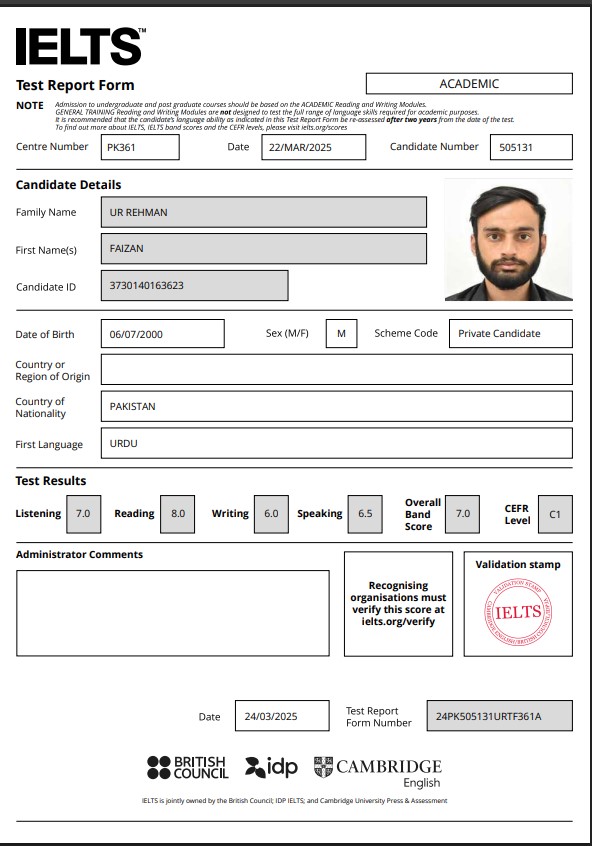 IELTS™
Test Report Form
ACADEMIC
NOTE Admission to undergraduate and post graduate courses should be based on the ACADEMIC Reading and Writing Modules.
GENERAL TRAINING Reading and Writing Modules are not designed to test the full range of language skills required for academic purposes.
It is recommended that the candidate's language ability as indicated in this Test Report Form be re-assessed after two years from the date of the test.
To find out more about IELTS, IELTS band scores and the CEFR levels, please visit ielts.org/scores
Centre Number PK361 Date 22/MAR/2025 Candidate Number 505131
Candidate Details
Family Name UR REHMAN
First Name(s) FAIZAN
Candidate ID 3730140163623
Date of Birth 06/07/2000 Sex (M/F) M Scheme Code Private Candidate
Country or
Region of Origin
Country of
Nationality
PAKISTAN
First Language URDU
Test Results
Listening 7.0 Reading 8.0 Writing 6.0 Speaking 6.5 Overall Band Score 7.0 CEFR Level C1
Administrator Comments
Recognising
organisations must
verify this score at
ielts.org/verify
Validation stamp
VALIDATION STAMP
IELTS
Date 24/03/2025
Test Report
Form Number
24PK505131URTF361A
BRITISH
COUNCIL
idp
CAMBRIDGE
English
IELTS is jointly owned by the British Council; IDP IELTS; and Cambridge University Press & Assessment